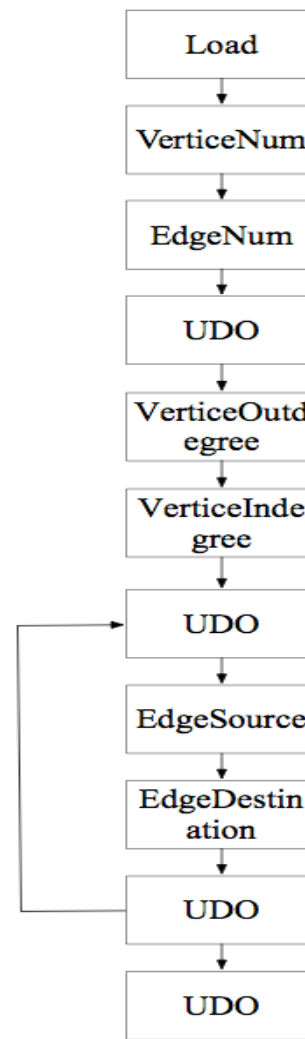 Load
VerticeNum
EdgeNum
UDO
VerticeOutd
egree
VerticeInde
gree
UDO
EdgeSource
EdgeDestin
ation
UDO
UDO